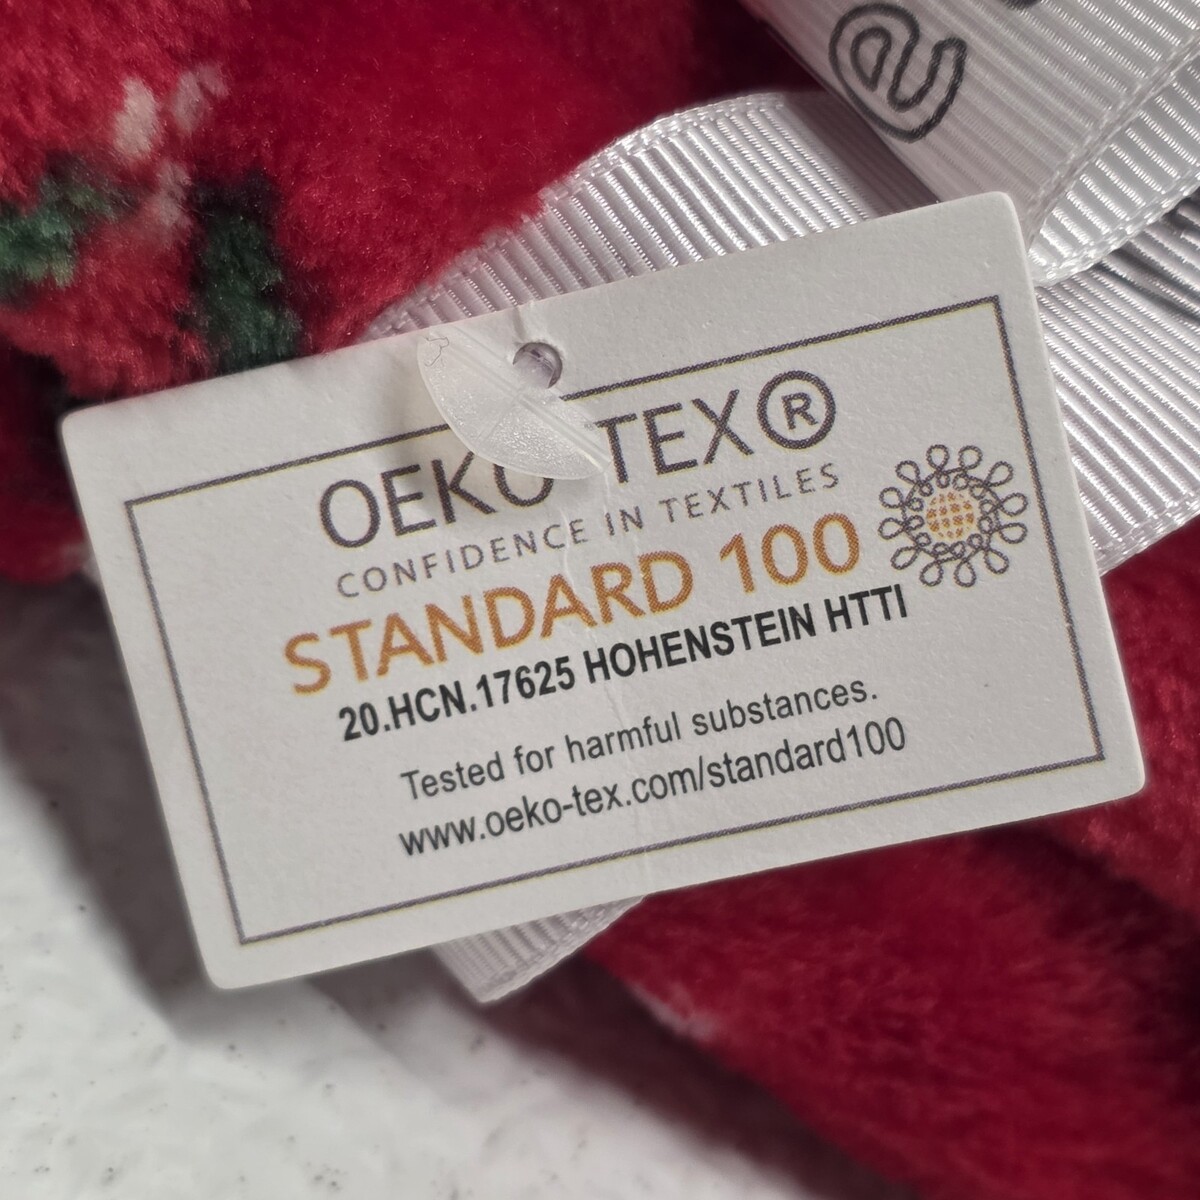 OEKO-TEX®
CONFIDENCE IN TEXTILES
STANDARD 100
20.HCN.17625 HOHENSTEIN HTTI
Tested for harmful substances.
www.oeko-tex.com/standard100